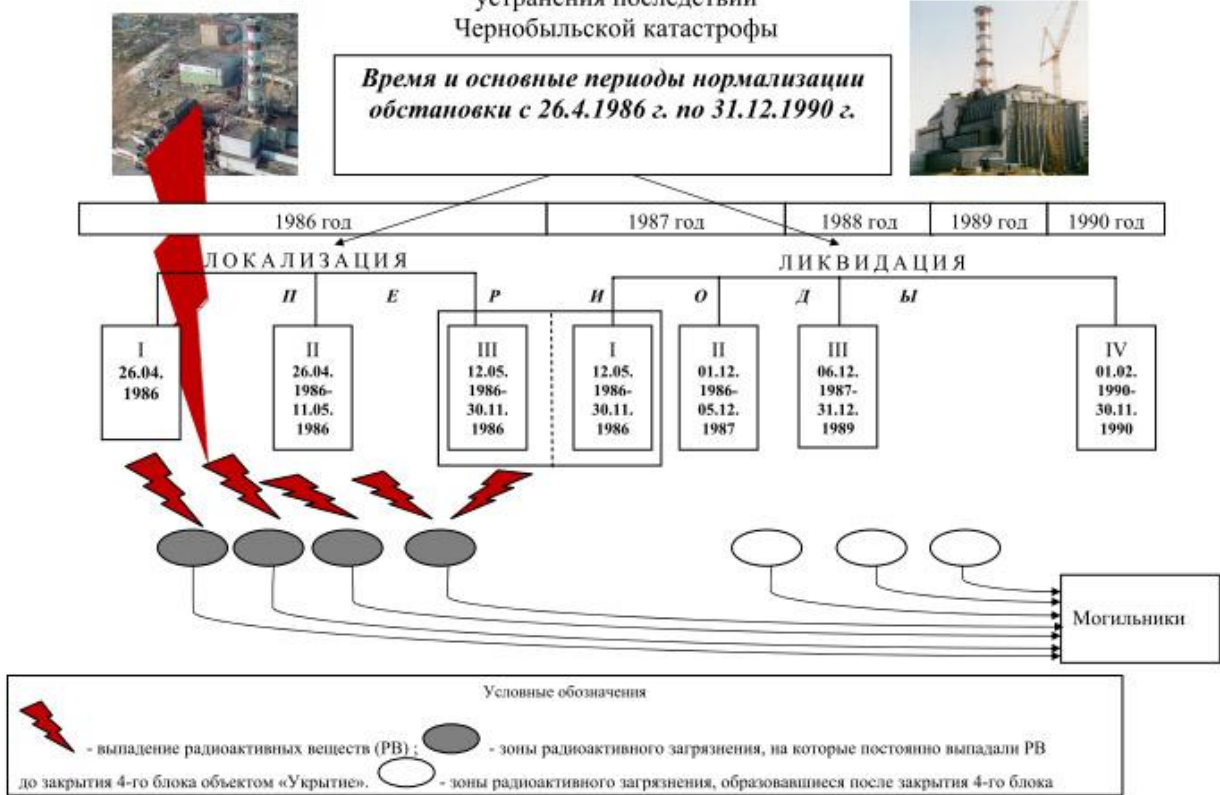 устранения последствий
Чернобыльской катастрофы
Время и основные периоды нормализации
обстановки с 26.4.1986 г. по 31.12.1990 г.
1986 год
1987 год
1988 год
1989 год
1990 год
ЛОКАЛИЗАЦИЯ
ЛИКВИДАЦИЯ
П Е Р И О Д Ы
I
26.04.
1986
II
26.04.
1986-
11.05.
1986
III
12.05.
1986-
30.11.
1986
I
12.05.
1986-
30.11.
1986
II
01.12.
1986-
05.12.
1987
III
06.12.
1987-
31.12.
1989
IV
01.02.
1990-
30.11.
1990
Могильники
Условные обозначения
- выпадение радиоактивных веществ (РВ) ; - зоны радиоактивного загрязнения, на которые постоянно выпадали РВ
до закрытия 4-го блока объектом «Укрытие». - зоны радиоактивного загрязнения, образовавшиеся после закрытия 4-го блока